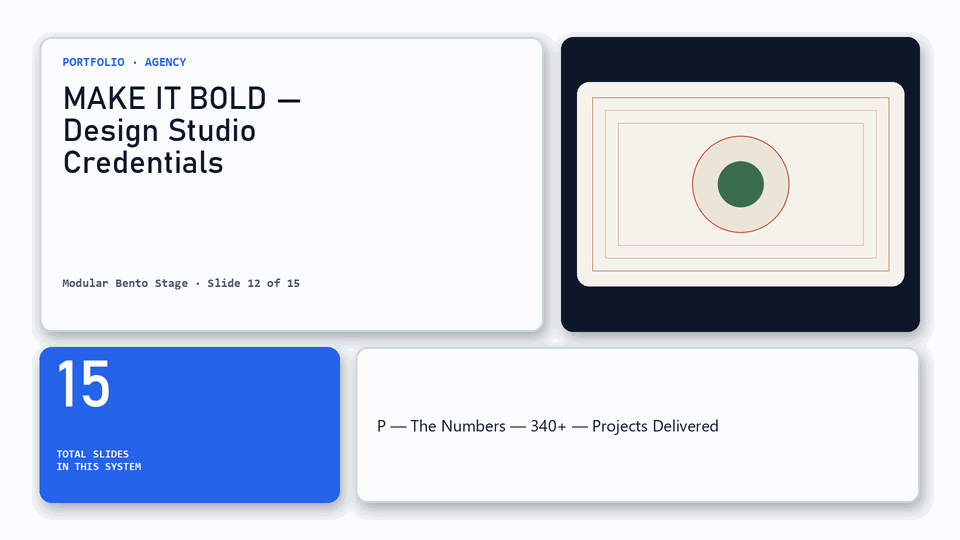 PORTFOLIO · AGENCY
MAKE IT BOLD —
Design Studio
Credentials
Modular Bento Stage · Slide 12 of 15
15
TOTAL SLIDES
IN THIS SYSTEM
P — The Numbers — 340+ — Projects Delivered